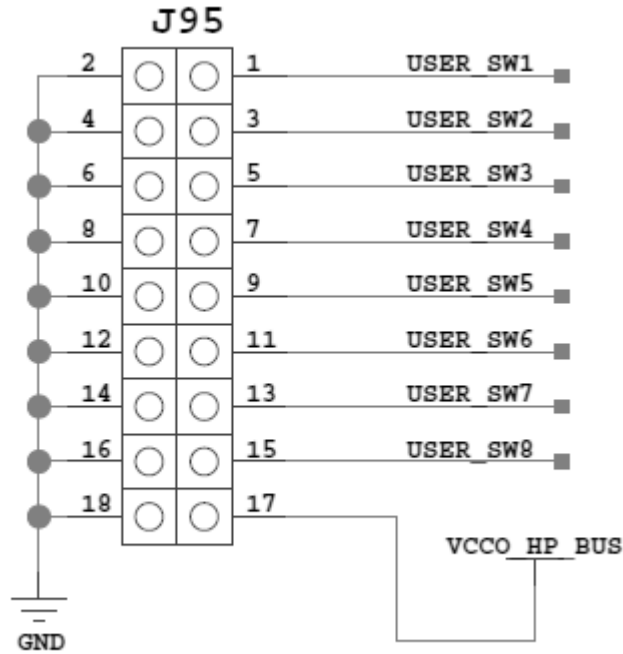 J95
2 1 USER_SW1
4 3 USER_SW2
6 5 USER_SW3
8 7 USER_SW4
10 9 USER_SW5
12 11 USER_SW6
14 13 USER_SW7
16 15 USER_SW8
18 17
VCCO_HP_BUS
GND